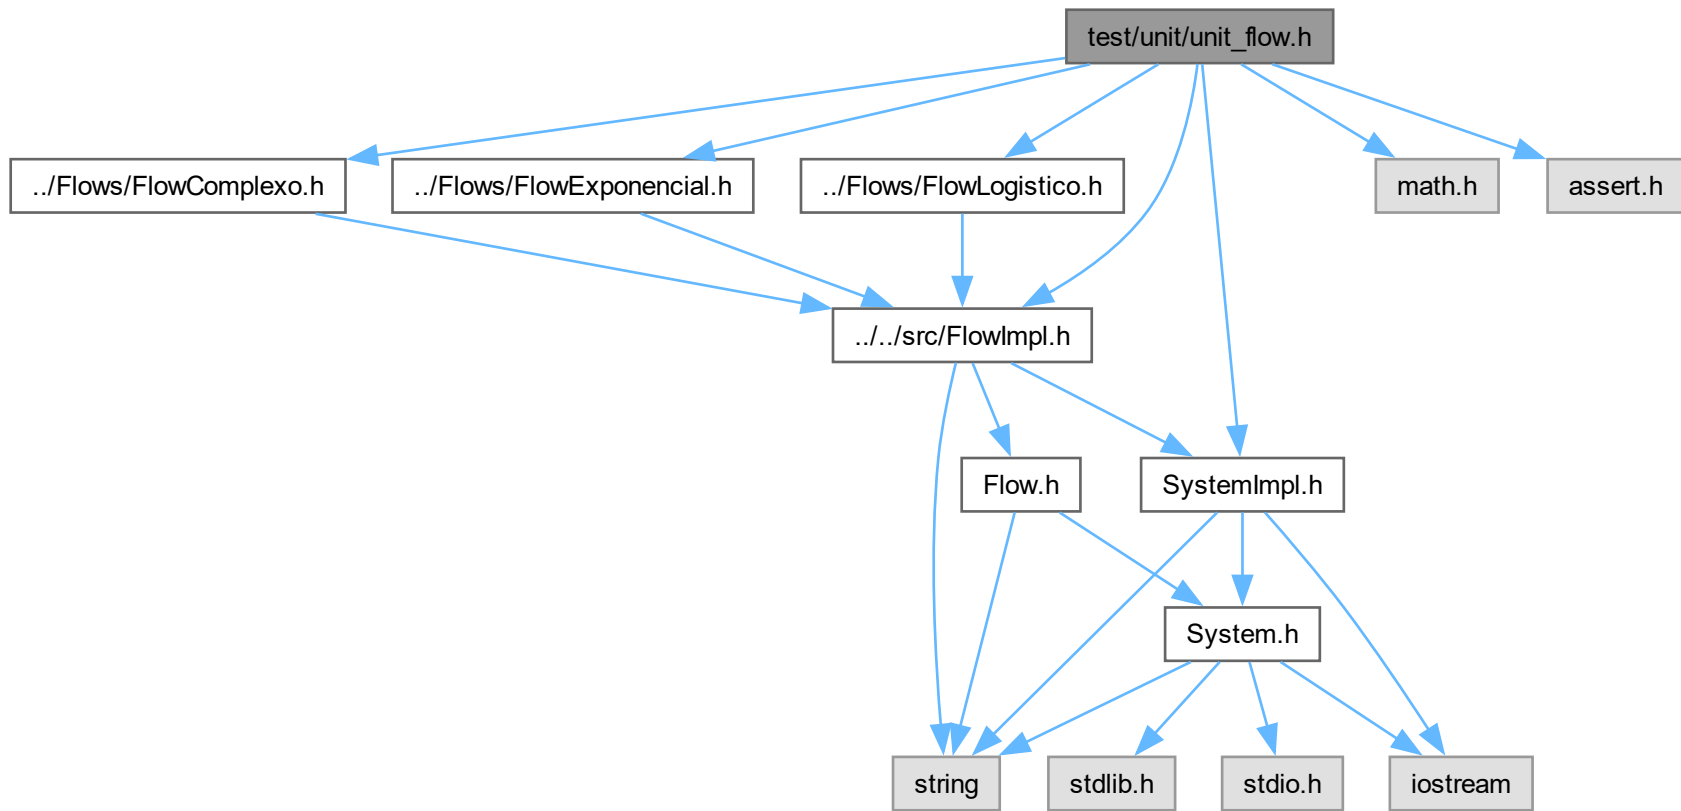 test/unit/unit_flow.h
../Flows/FlowComplexo.h
../Flows/FlowExponencial.h
../Flows/FlowLogistico.h
math.h
assert.h
../../src/FlowImpl.h
Flow.h
SystemImpl.h
System.h
string
stdlib.h
stdio.h
iostream